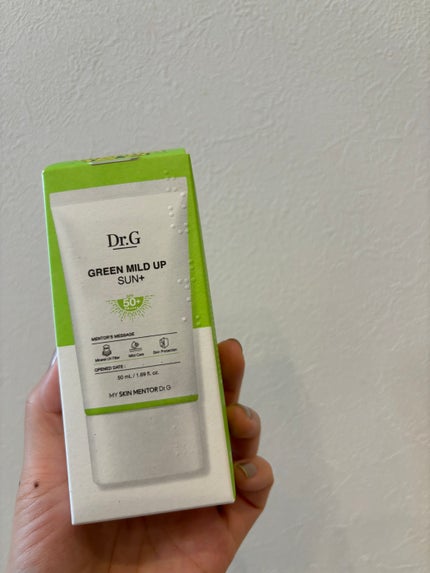 Dr.G
GREEN MILD UP
SUN+
50+
MENTOR'S MESSAGE
Mineral UV Filter
Mild Care
Skin Protection
OPENED DATE :
50 mL / 1.69 fl. oz.
MY SKIN MENTOR Dr.G